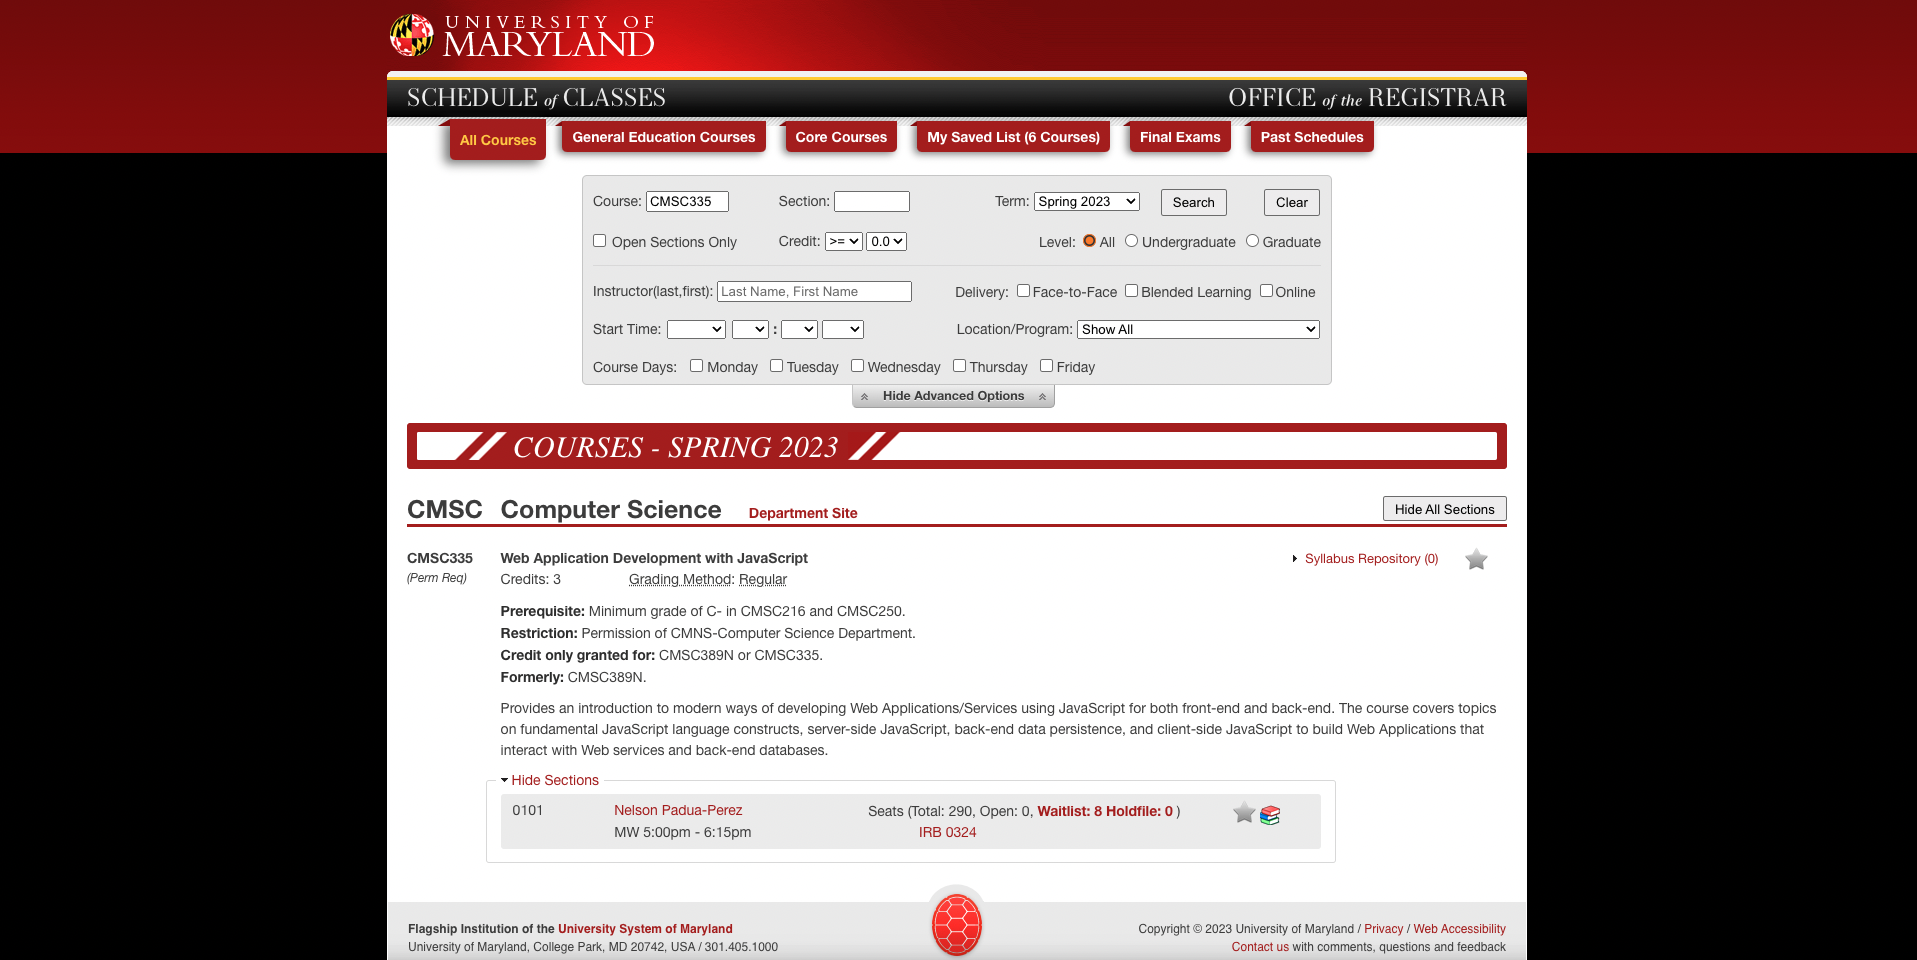 UNIVERSITY OF
MARYLAND
SCHEDULE of CLASSES
OFFICE of the REGISTRAR
All Courses
General Education Courses
Core Courses
My Saved List (6 Courses)
Final Exams
Past Schedules
Course: CMSC335
Section:
Term: Spring 2023
Search
Clear
Open Sections Only
Credit: >= 0.0
Level: All Undergraduate Graduate
Instructor(last,first): Last Name, First Name
Delivery: Face-to-Face Blended Learning Online
Start Time: :
Location/Program: Show All
Course Days: Monday Tuesday Wednesday Thursday Friday
Hide Advanced Options
COURSES - SPRING 2023
CMSC Computer Science Department Site
Hide All Sections
CMSC335 Web Application Development with JavaScript
Syllabus Repository (0)
(Perm Req) Credits: 3 Grading Method: Regular
Prerequisite: Minimum grade of C- in CMSC216 and CMSC250.
Restriction: Permission of CMNS-Computer Science Department.
Credit only granted for: CMSC389N or CMSC335.
Formerly: CMSC389N.
Provides an introduction to modern ways of developing Web Applications/Services using JavaScript for both front-end and back-end. The course covers topics
on fundamental JavaScript language constructs, server-side JavaScript, back-end data persistence, and client-side JavaScript to build Web Applications that
interact with Web services and back-end databases.
Hide Sections
0101 Nelson Padua-Perez Seats (Total: 290, Open: 0, Waitlist: 8 Holdfile: 0 )
MW 5:00pm - 6:15pm IRB 0324
Flagship Institution of the University System of Maryland
University of Maryland, College Park, MD 20742, USA / 301.405.1000
Copyright © 2023 University of Maryland / Privacy / Web Accessibility
Contact us with comments, questions and feedback